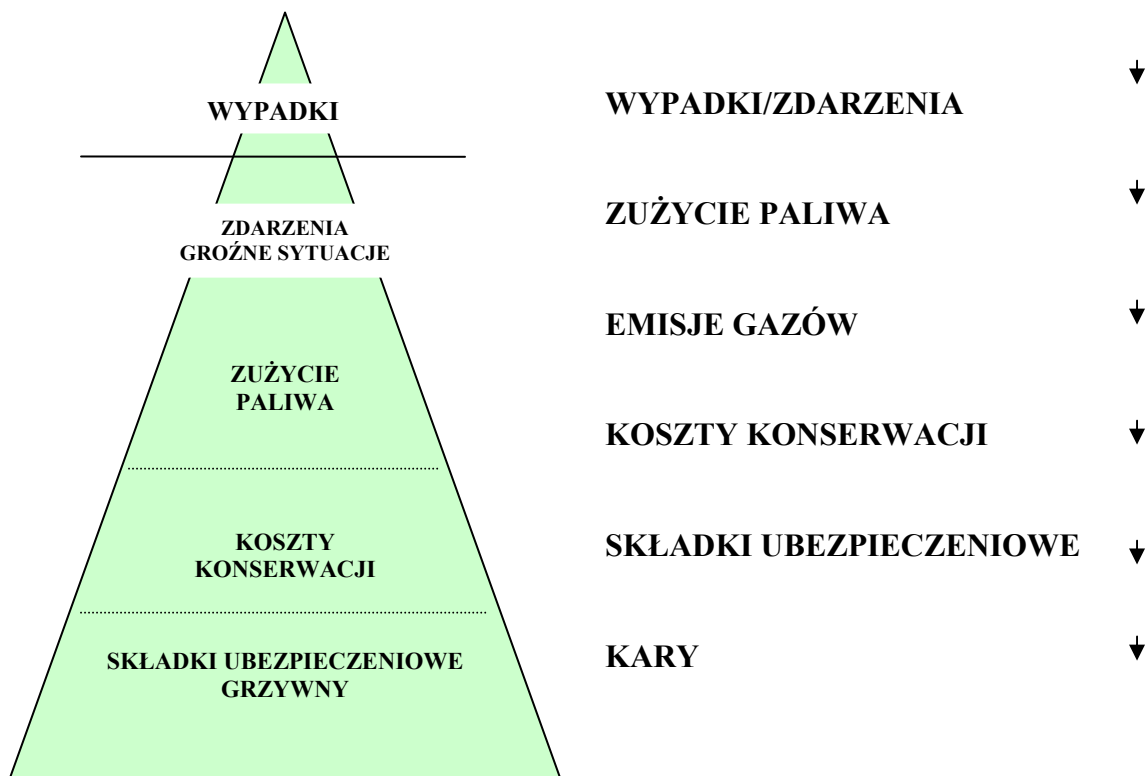 WYPADKI
ZDARZENIA
GROŹNE SYTUACJE
ZUŻYCIE
PALIWA
KOSZTY
KONSERWACJI
SKŁADKI UBEZPIECZENIOWE
GRZYWNY
WYPADKI/ZDARZENIA
ZUŻYCIE PALIWA
EMISJE GAZÓW
KOSZTY KONSERWACJI
SKŁADKI UBEZPIECZENIOWE
KARY